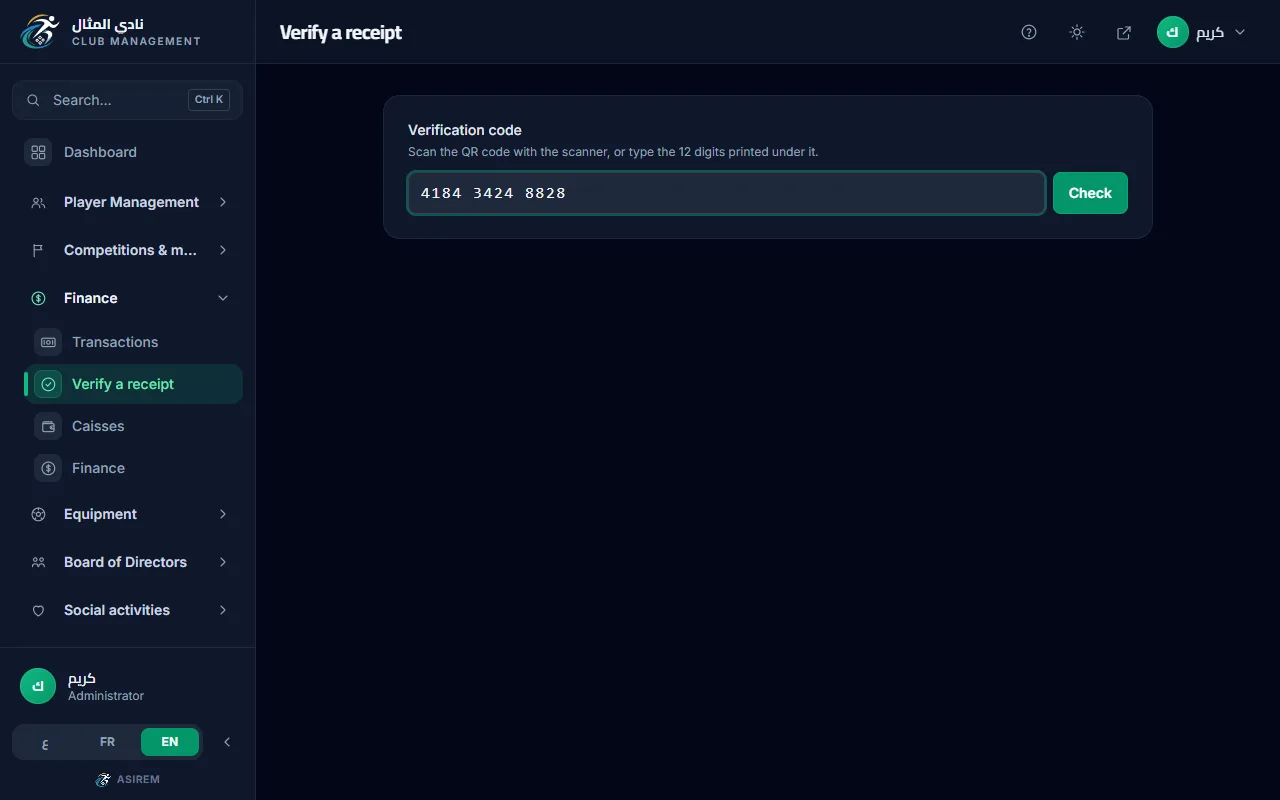 نادي المثال
CLUB MANAGEMENT
Search...
Ctrl K
Dashboard
Player Management
Competitions & m...
Finance
Transactions
Verify a receipt
Caisses
Finance
Equipment
Board of Directors
Social activities
ك
كريم
Administrator
ع
FR
EN
ASIREM
Verify a receipt
ك
كريم
Verification code
Scan the QR code with the scanner, or type the 12 digits printed under it.
4184 3424 8828
Check